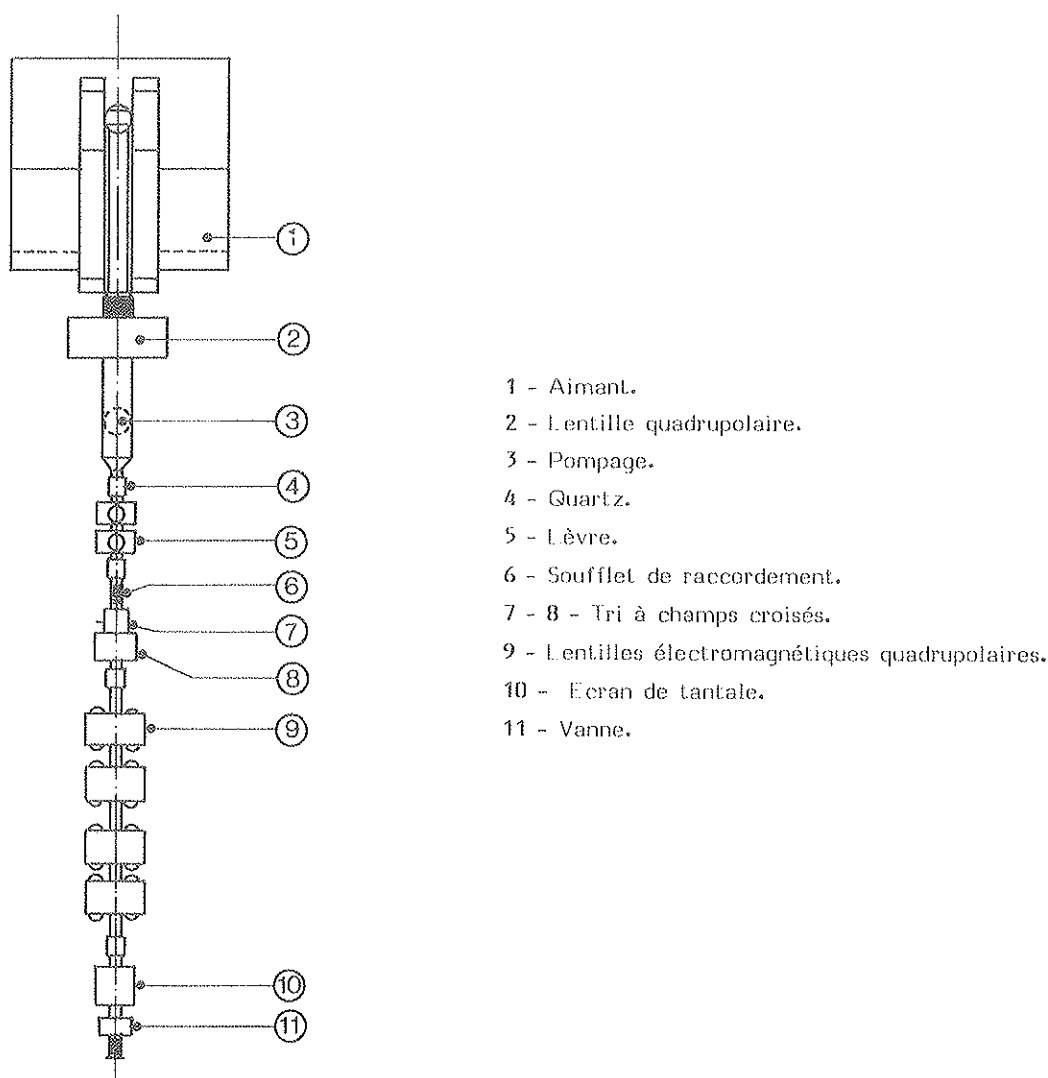 1
2
3
4
5
6
7
8
9
10
11
1 - Aimant.
2 - Lentille quadrupolaire.
3 - Pompage.
4 - Quartz.
5 - Lèvre.
6 - Soufflet de raccordement.
7 - 8 - Tri à champs croisés.
9 - Lentilles électromagnétiques quadrupolaires.
10 - Ecran de tantale.
11 - Vanne.